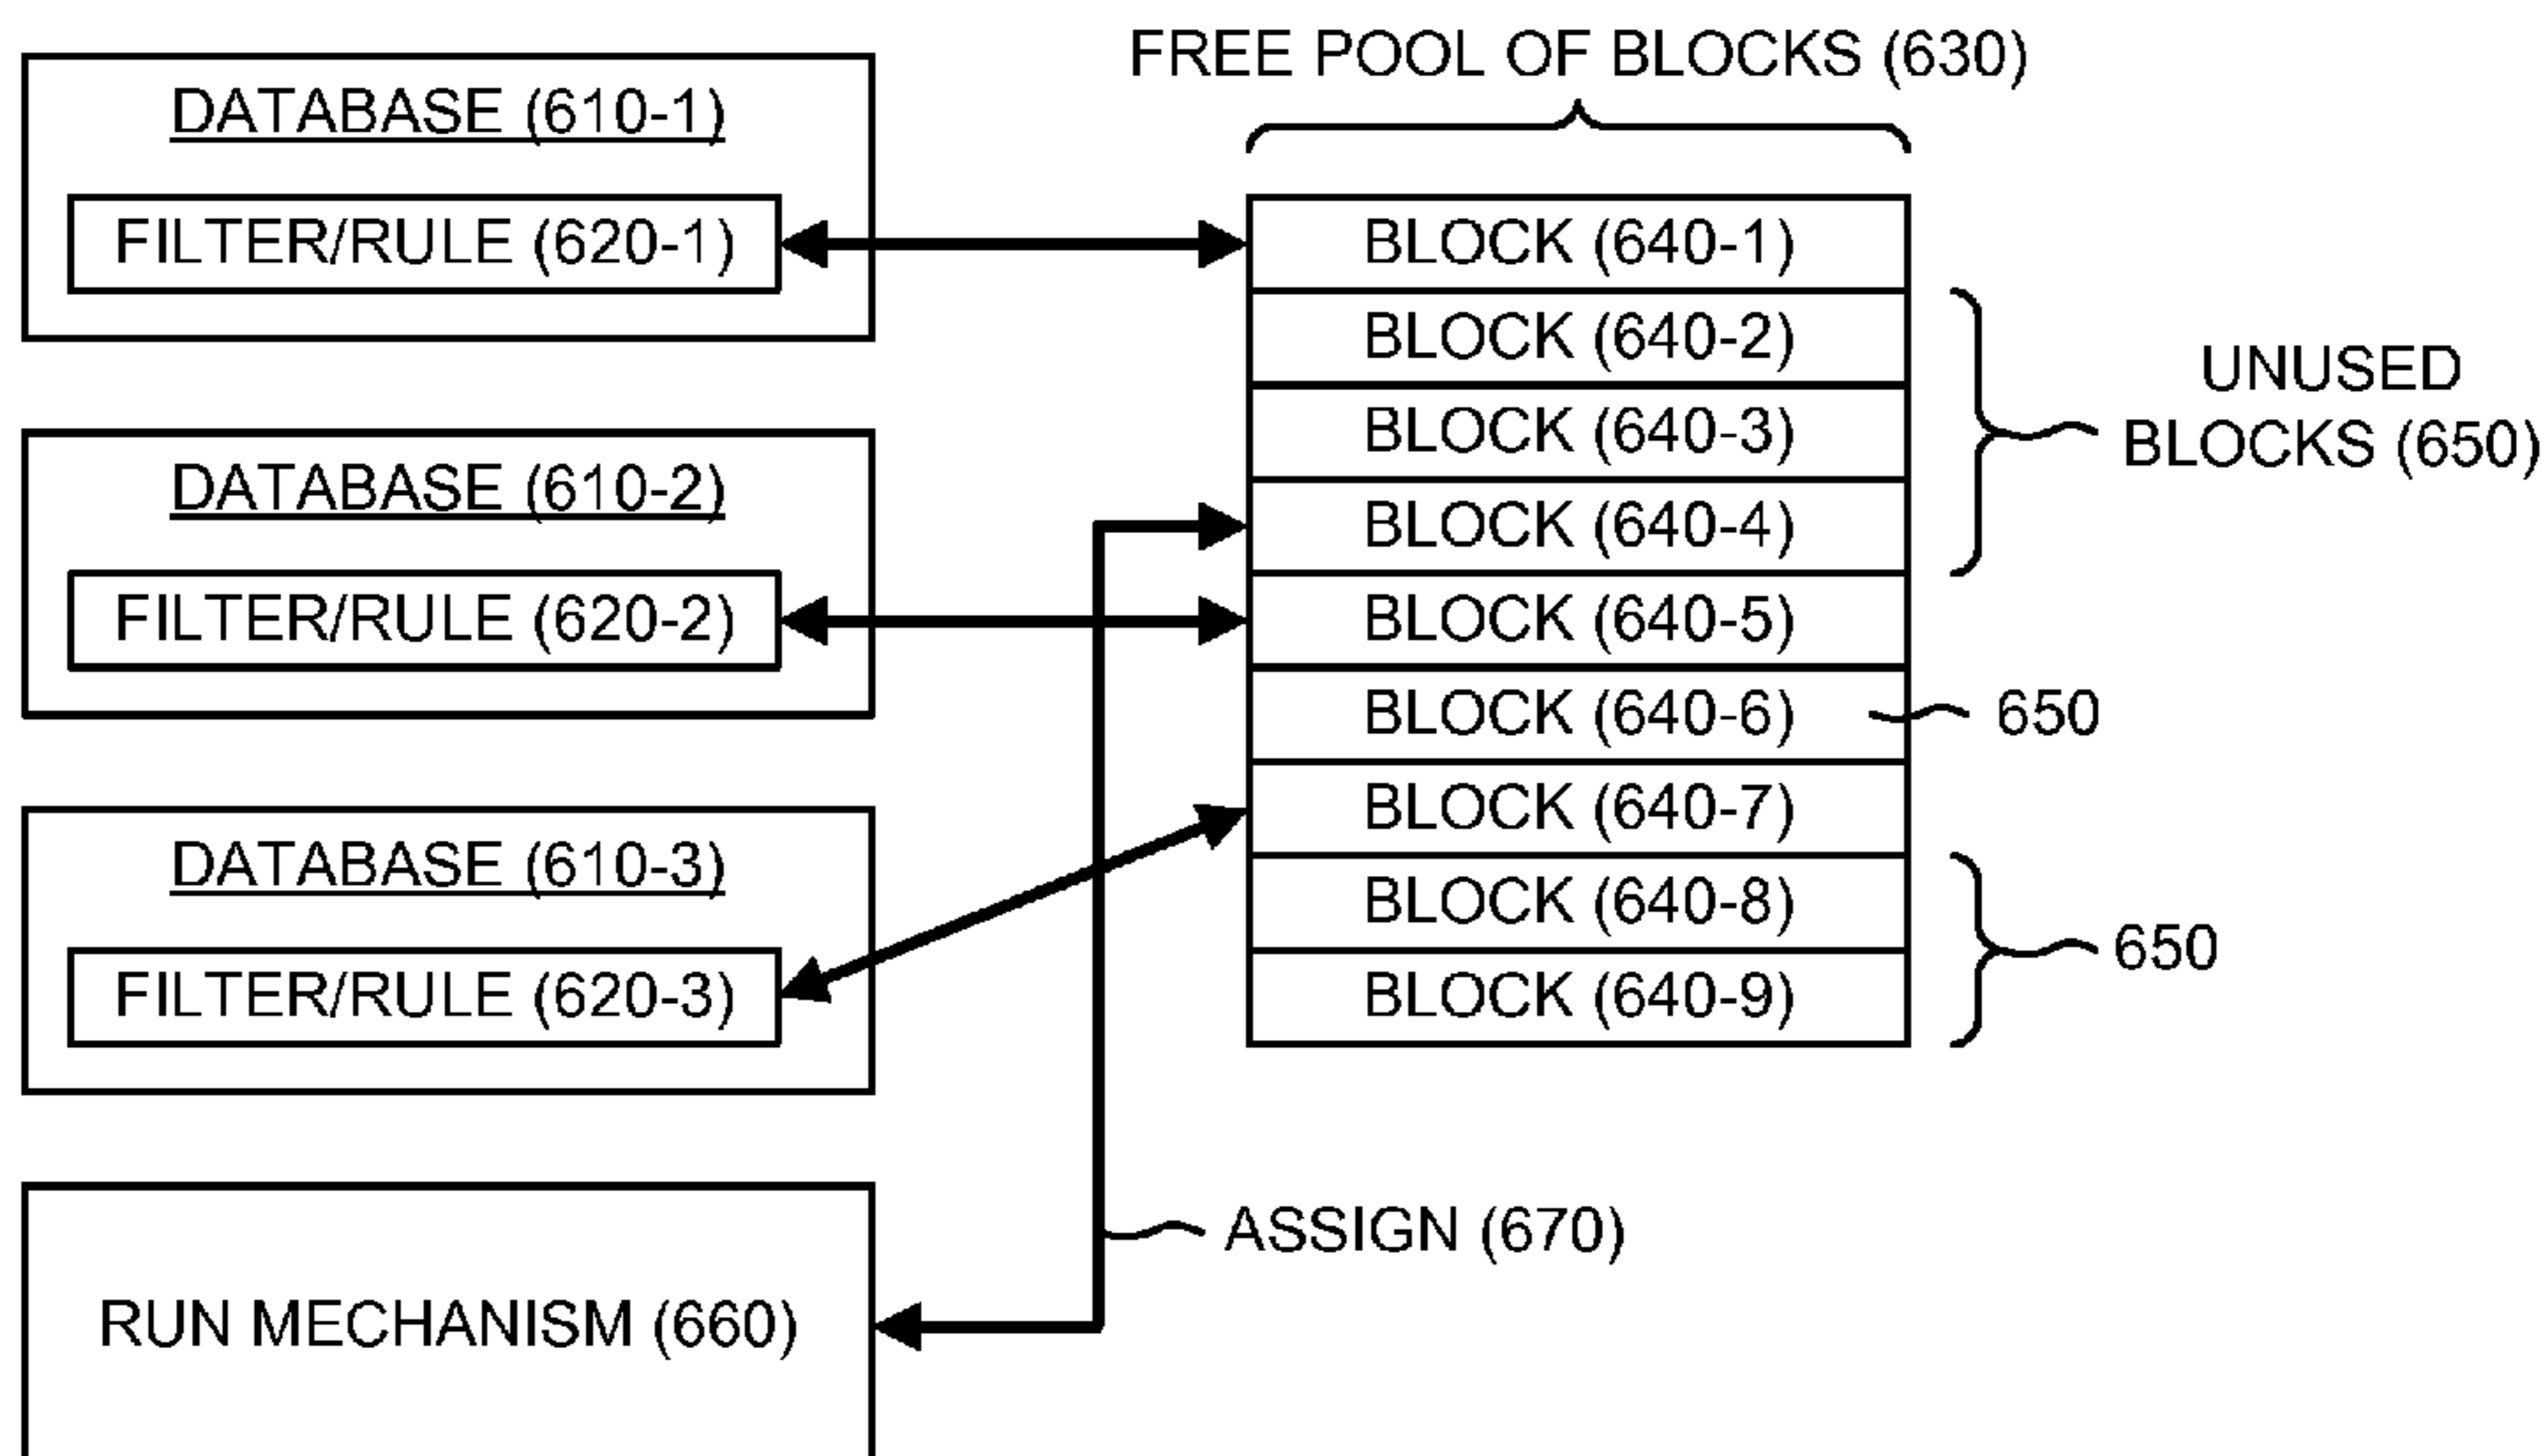 FREE POOL OF BLOCKS (630)
DATABASE (610-1)
FILTER/RULE (620-1)
DATABASE (610-2)
FILTER/RULE (620-2)
DATABASE (610-3)
FILTER/RULE (620-3)
RUN MECHANISM (660)
BLOCK (640-1)
BLOCK (640-2)
BLOCK (640-3)
BLOCK (640-4)
BLOCK (640-5)
BLOCK (640-6)
BLOCK (640-7)
BLOCK (640-8)
BLOCK (640-9)
UNUSED
BLOCKS (650)
650
650
ASSIGN (670)